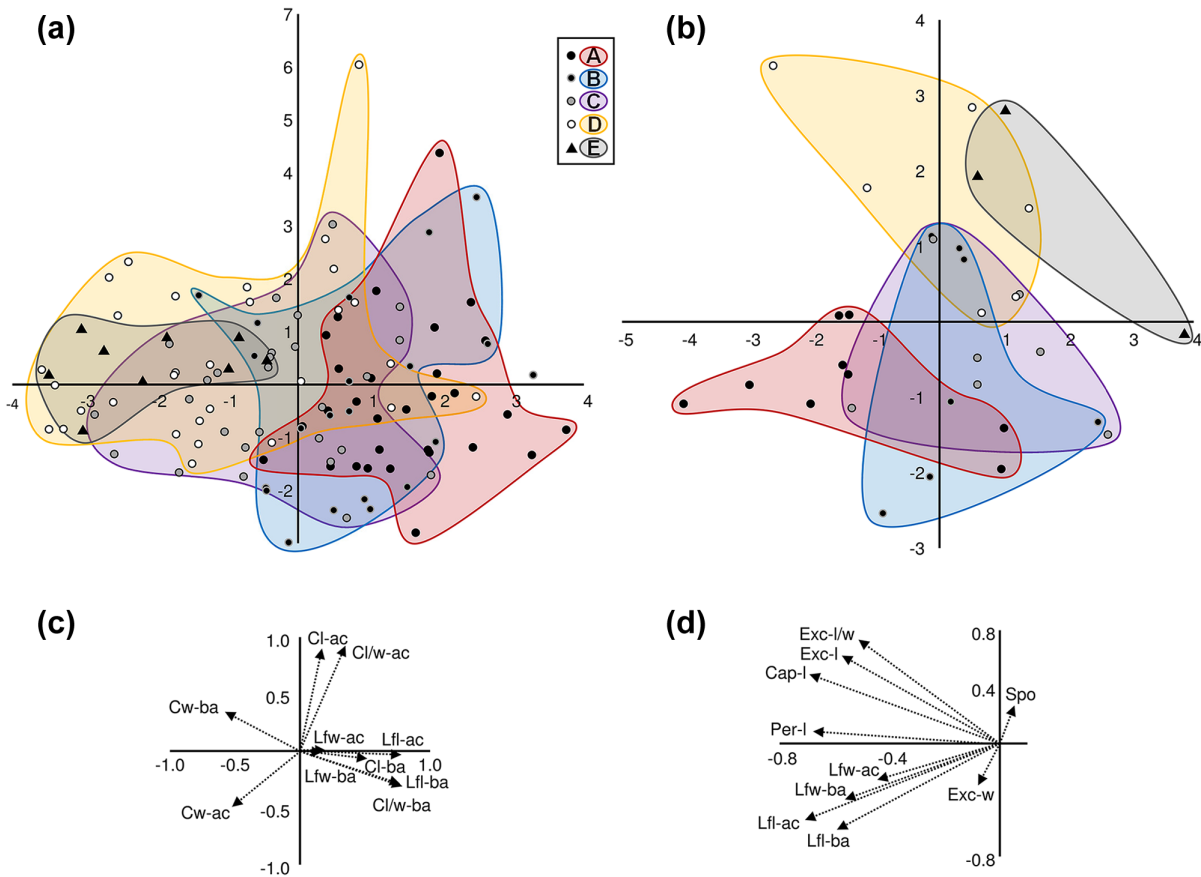 (a)
7
6
5
4
3
2
1
-4
-3
-2
-1
1
2
3
4
-1
-2
A
B
C
D
E
(b)
4
3
2
1
-5
-4
-3
-2
-1
1
2
3
4
-1
-2
-3
(c)
1.0
Cl-ac
Cl/w-ac
0.5
Cw-ba
Lfw-ac
Lfl-ac
-1.0
-0.5
Cl-ba
1.0
Lfw-ba
Lfl-ba
Cw-ac
-0.5
Cl/w-ba
-1.0
(d)
Exc-l/w
0.8
Exc-l
Cap-l
0.4
Spo
Per-l
-0.8
-0.4
Lfw-ac
Lfw-ba
Exc-w
Lfl-ac
Lfl-ba
-0.8